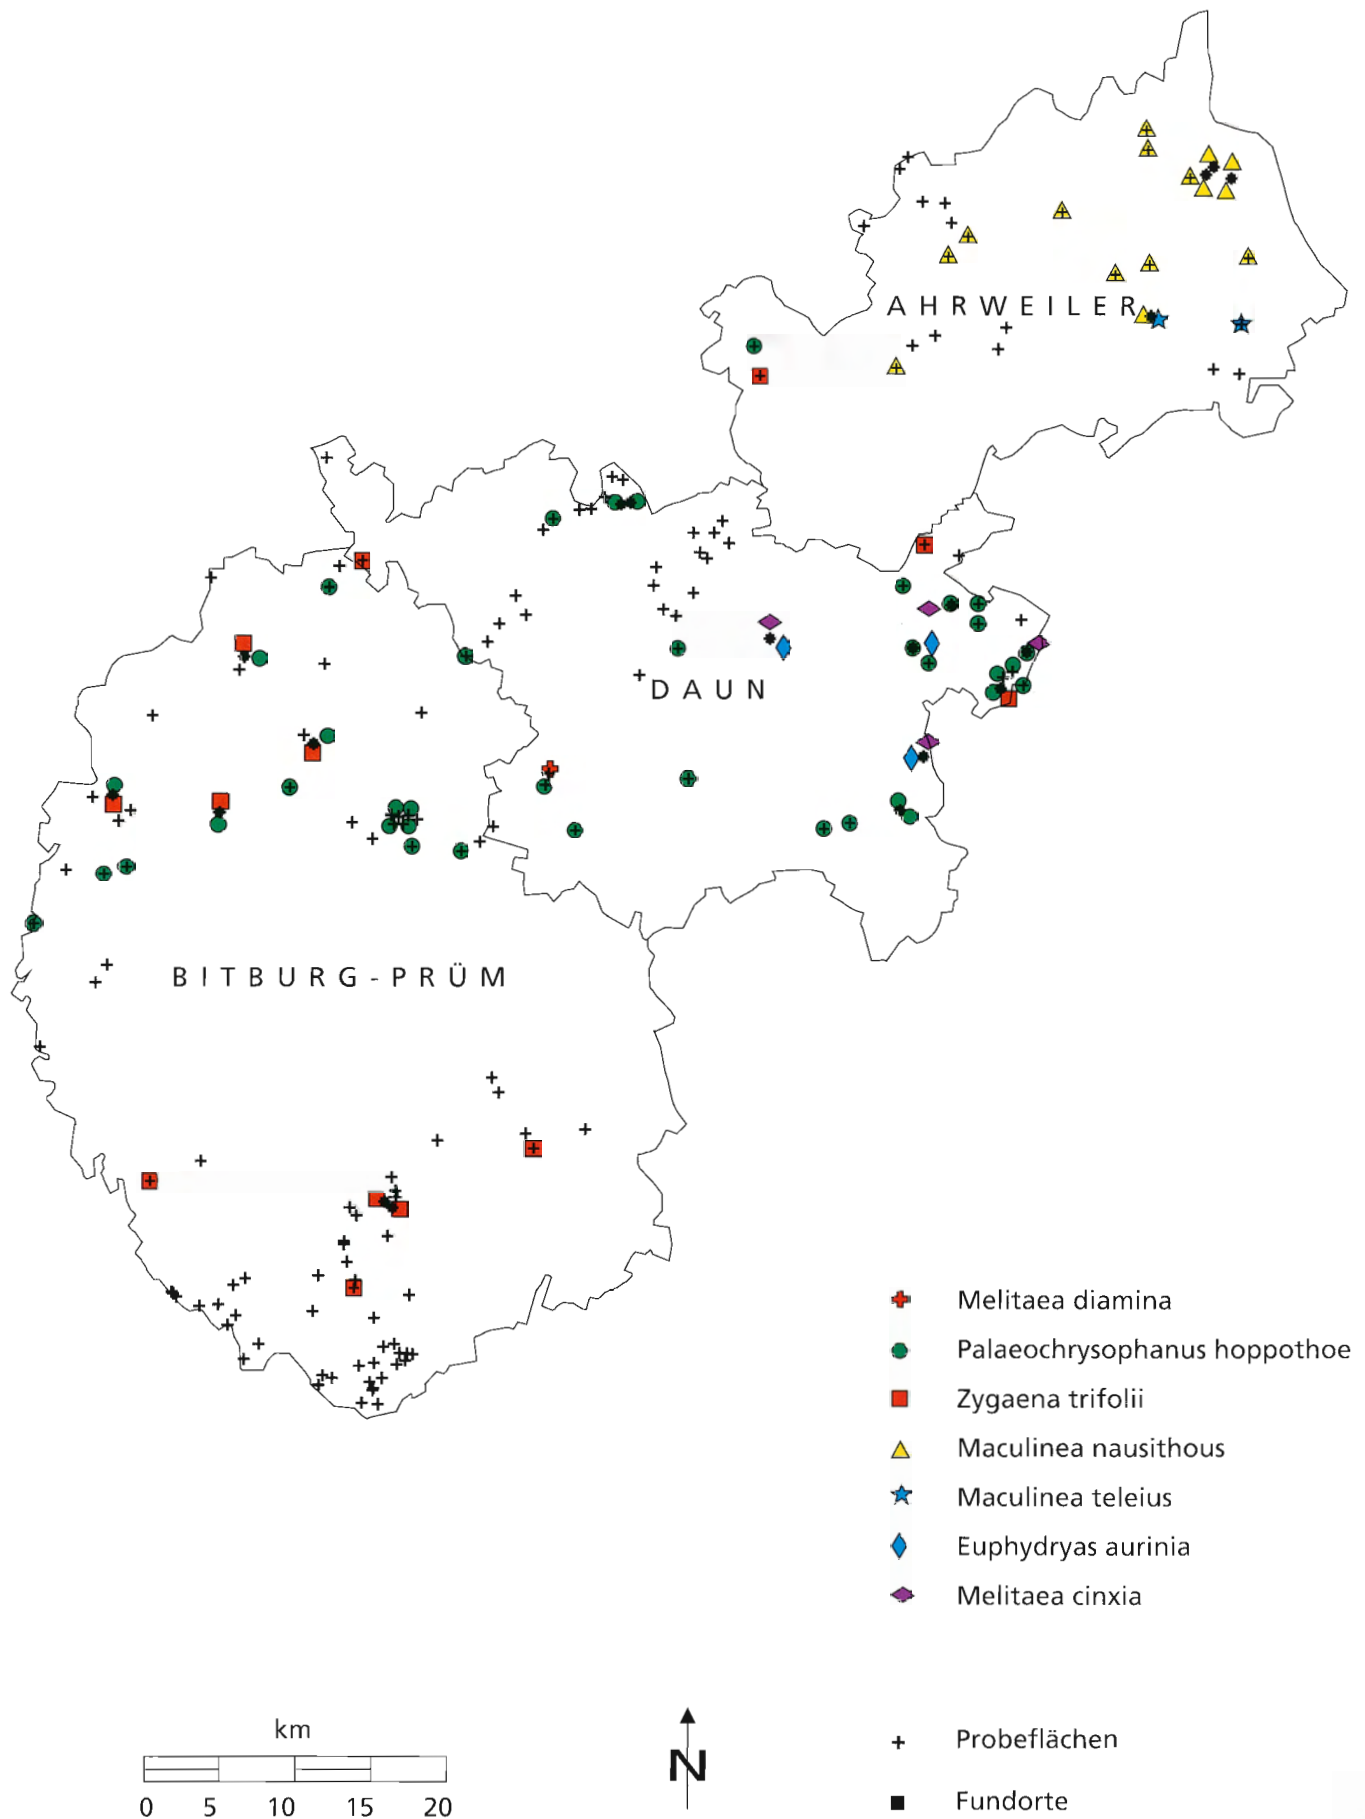 AHRWEILER
DAUN
BITBURG-PRÜM
Melitaea diamina
Palaeochrysophanus hoppothoe
Zygaena trifolii
Maculinea nausithous
Maculinea teleius
Euphydryas aurinia
Melitaea cinxia
km
0 5 10 15 20
N
Probeflächen
Fundorte